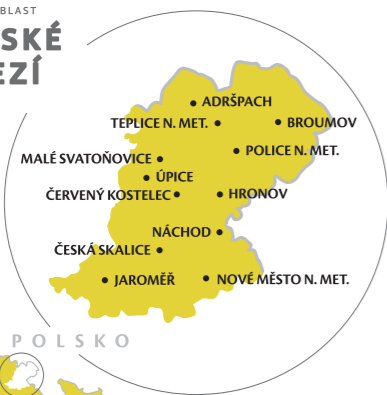 BLAST
SKÉ
EZÍ
ADRŠPACH
TEPLICE N. MET.
BROUMOV
POLICE N. MET.
MALÉ SVATOŇOVICE
ÚPICE
ČERVENÝ KOSTELEC
HRONOV
NÁCHOD
ČESKÁ SKALICE
JAROMĚŘ
NOVÉ MĚSTO N. MET.
POLSKO